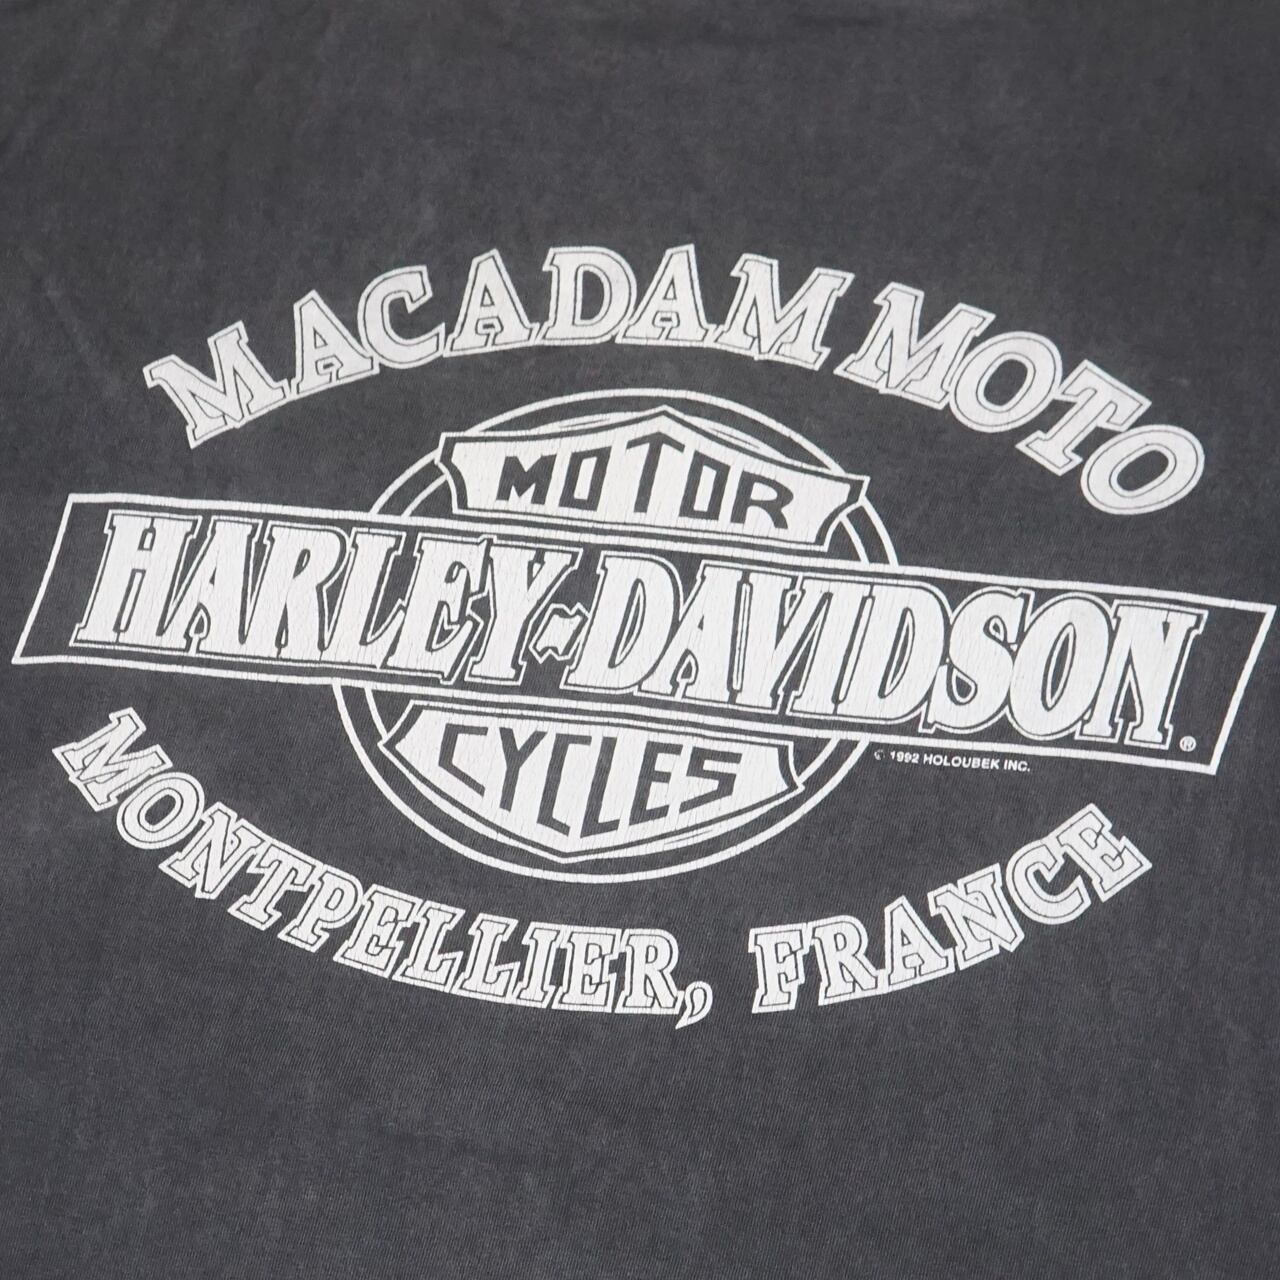 MACADAM MOTO
MOTOR
HARLEY-DAVIDSON®
CYCLES
© 1992 HOLOUBEK INC.
MONTPELLIER, FRANCE